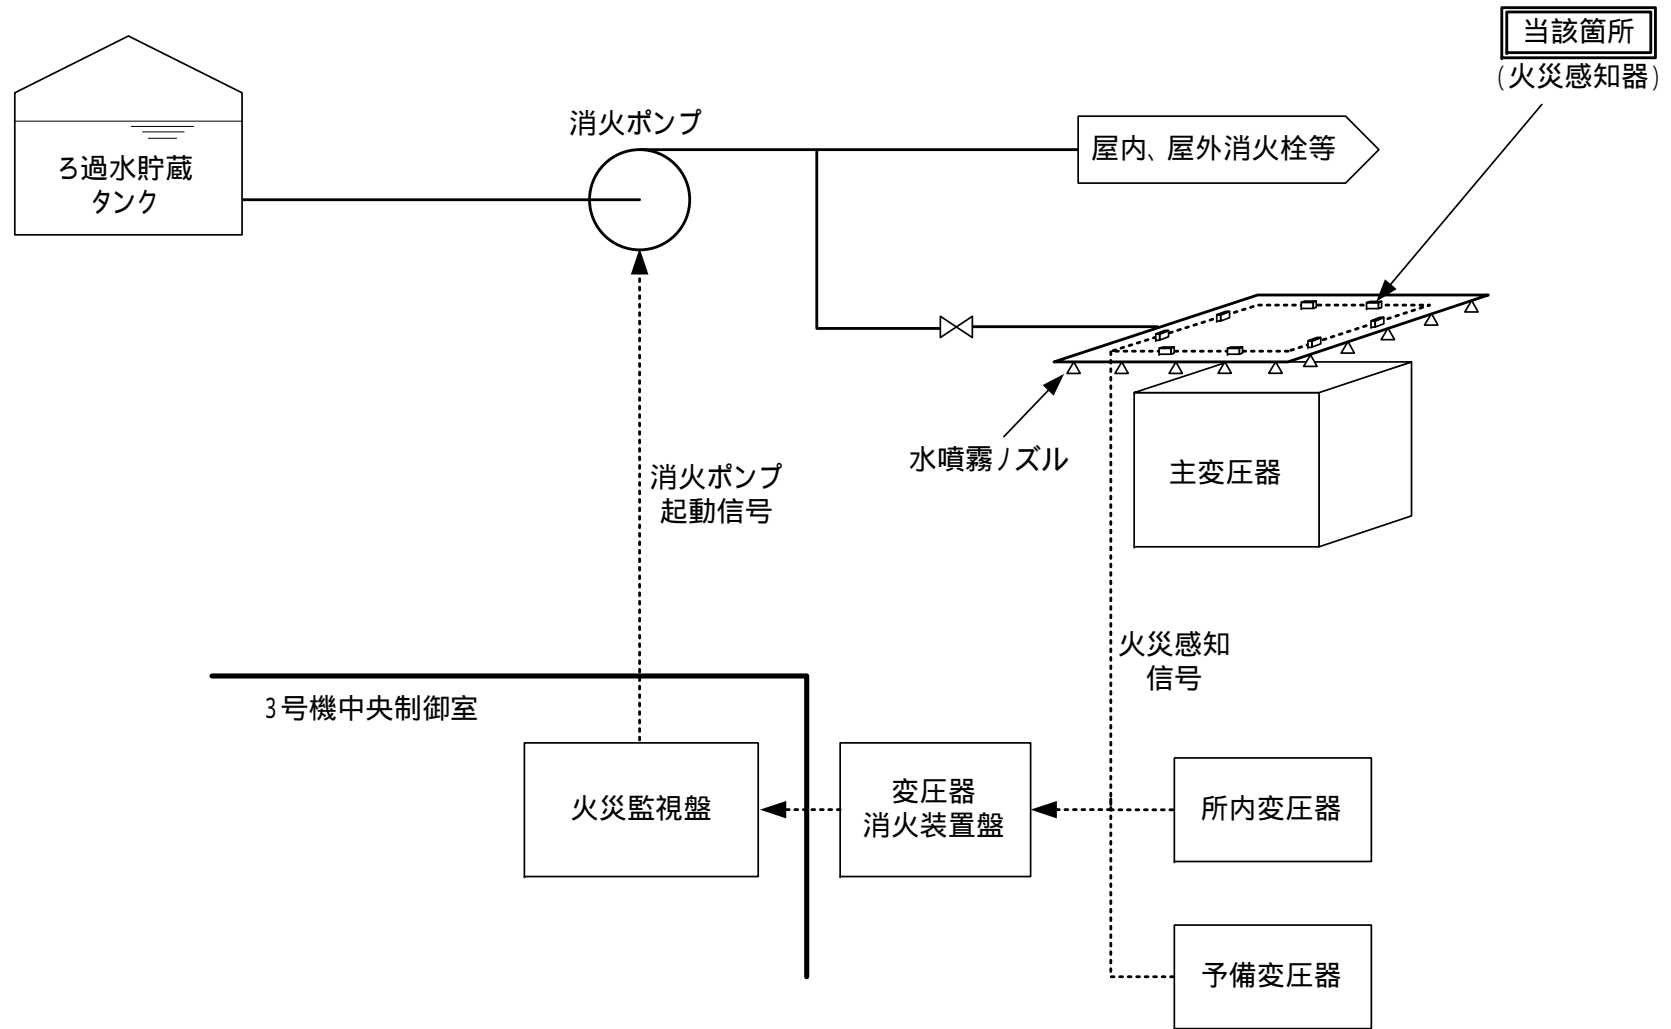 当該箇所
(火災感知器)
消火ポンプ
屋内、屋外消火栓等
ろ過水貯蔵
タンク
水噴霧ノズル
主変圧器
消火ポンプ
起動信号
火災感知
信号
3号機中央制御室
火災監視盤
変圧器
消火装置盤
所内変圧器
予備変圧器